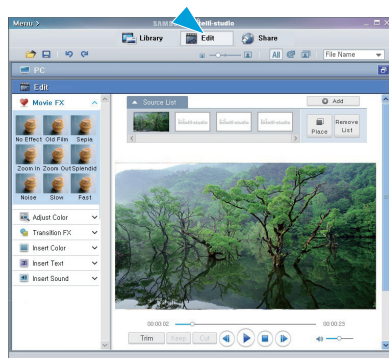 Menu >
SAMS
elli-studio
Library
Edit
Share
All
File Name
PC
Edit
Movie FX
Source List
Add
No Effect Old Film Sepia
Zoom In Zoom Out Splendid
Noise Slow Fast
Place
Remove List
Adjust Color
Transition FX
Insert Color
Insert Text
Insert Sound
00:00:02
00:00:23
Trim
Keep
Cut